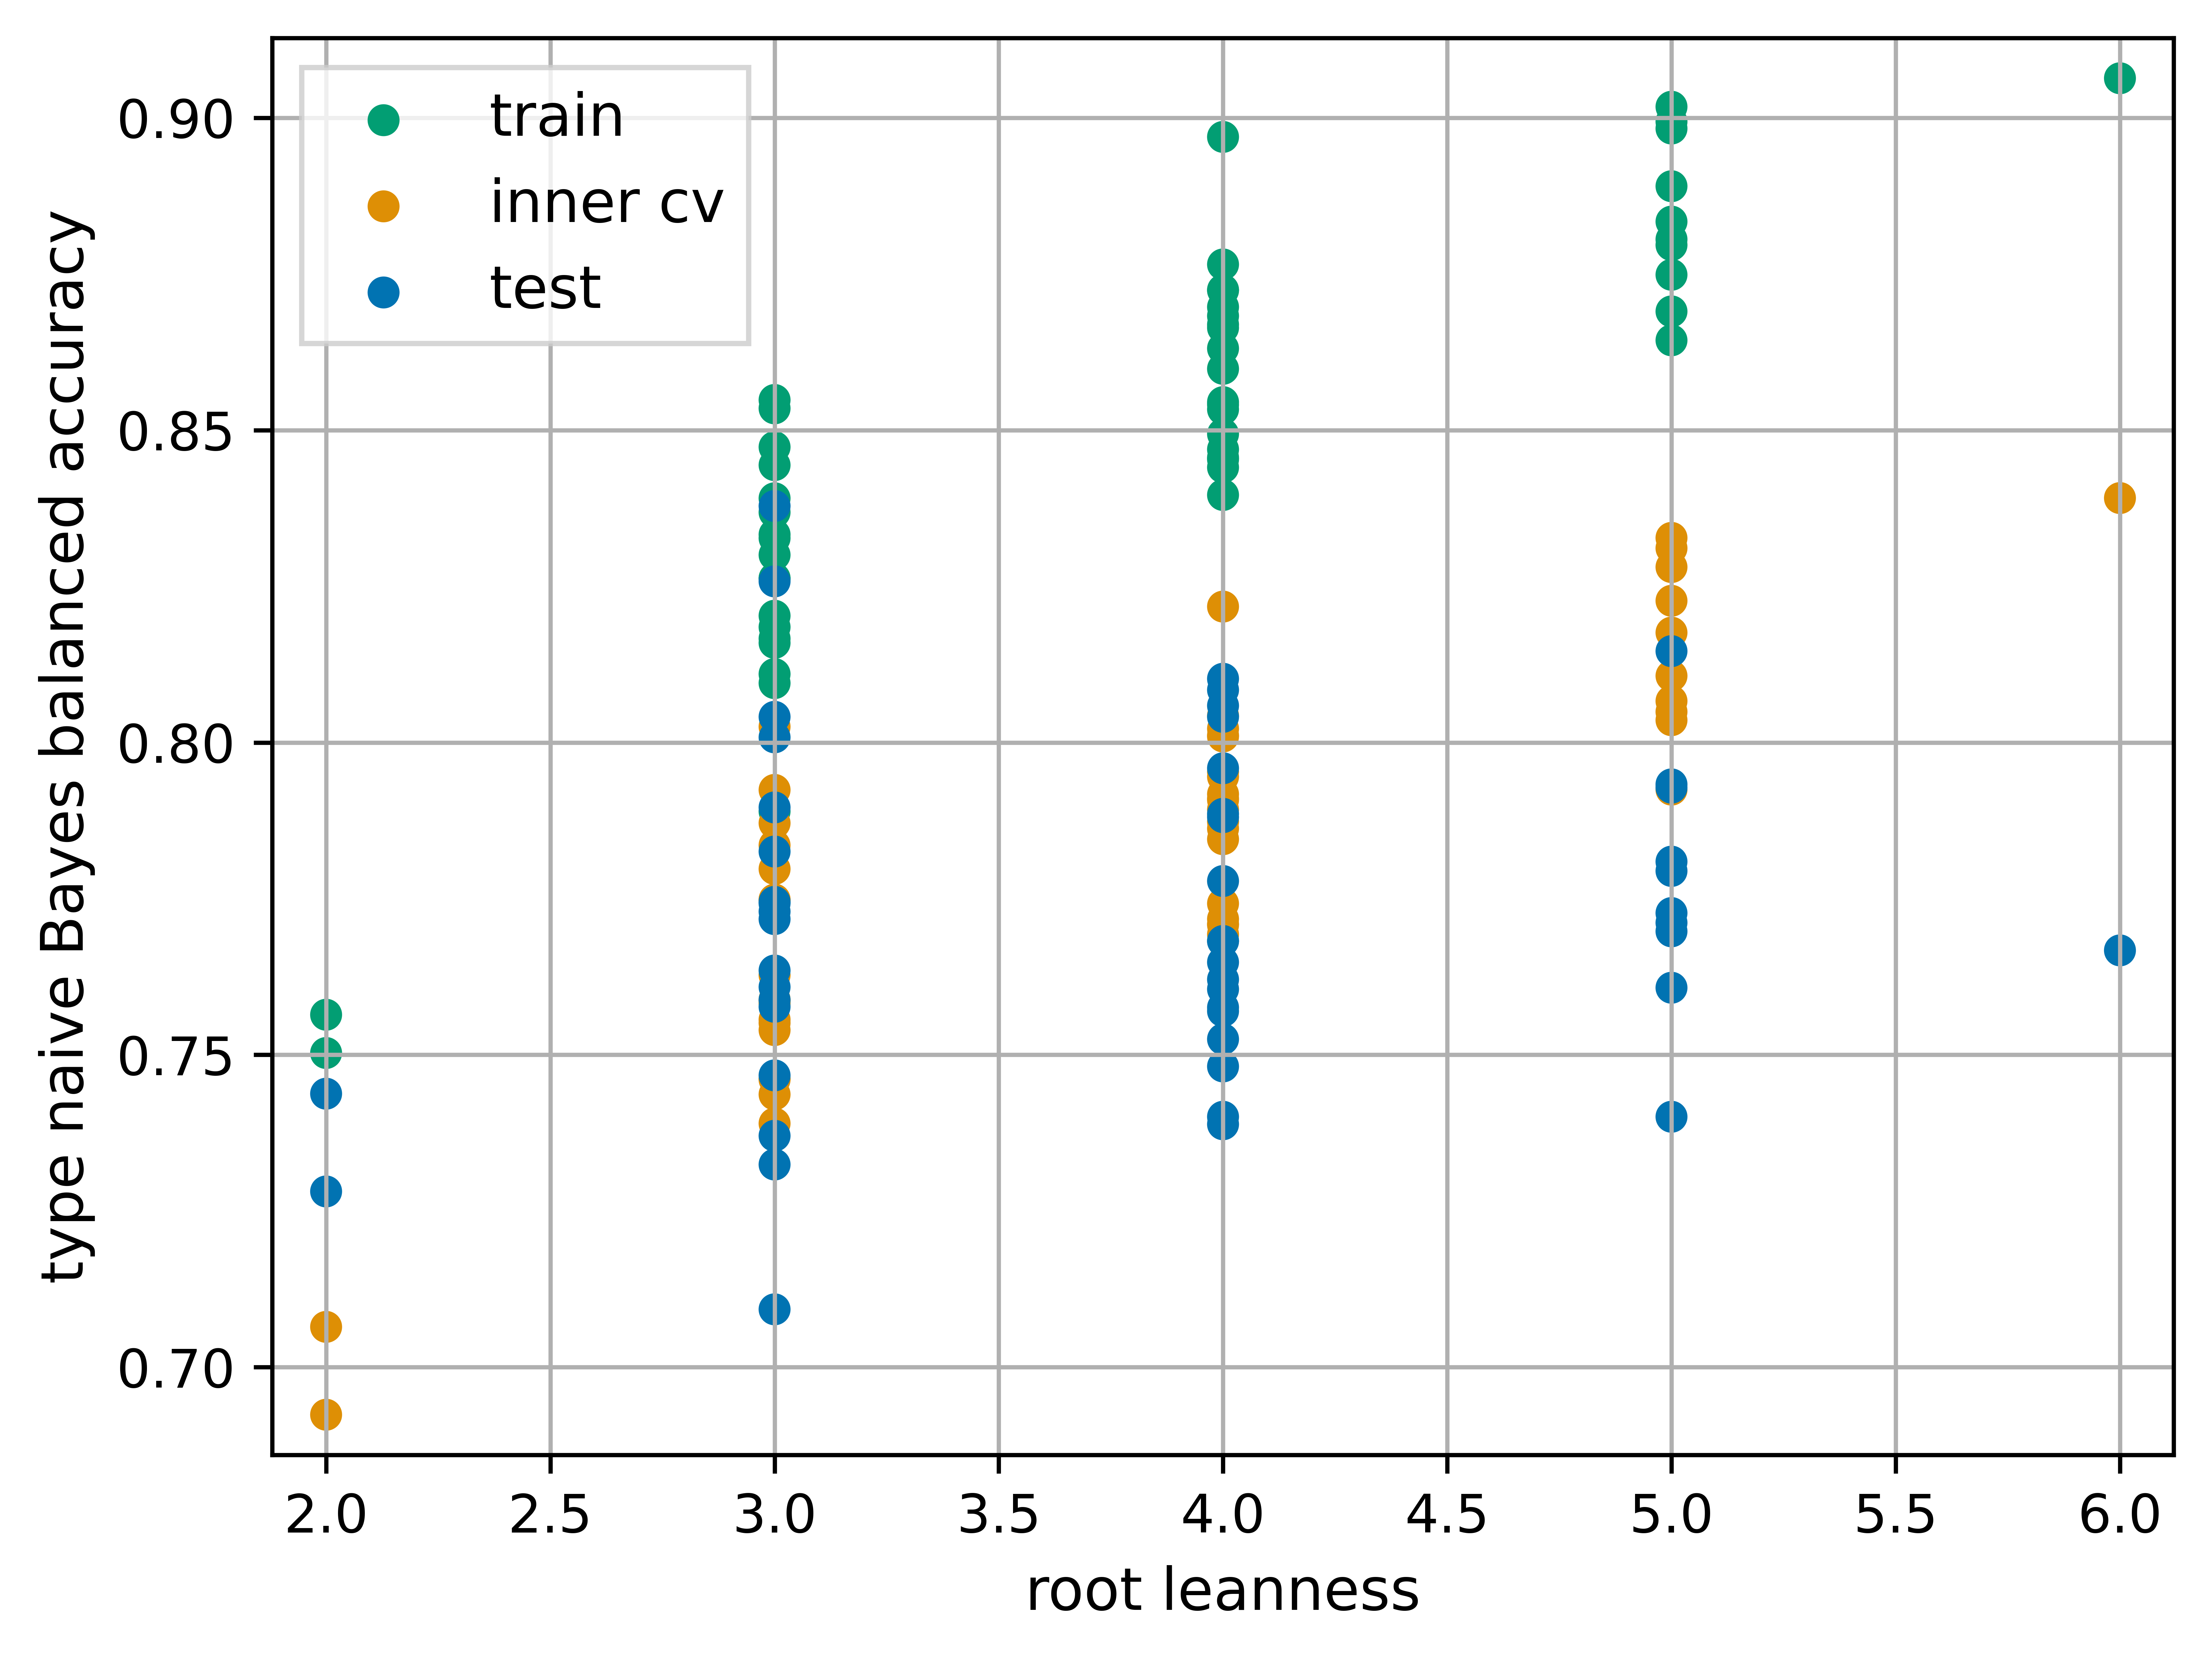 train
inner cv
test
0.90
0.85
0.80
0.75
0.70
type naive Bayes balanced accuracy
2.0 2.5 3.0 3.5 4.0 4.5 5.0 5.5 6.0
root leanness